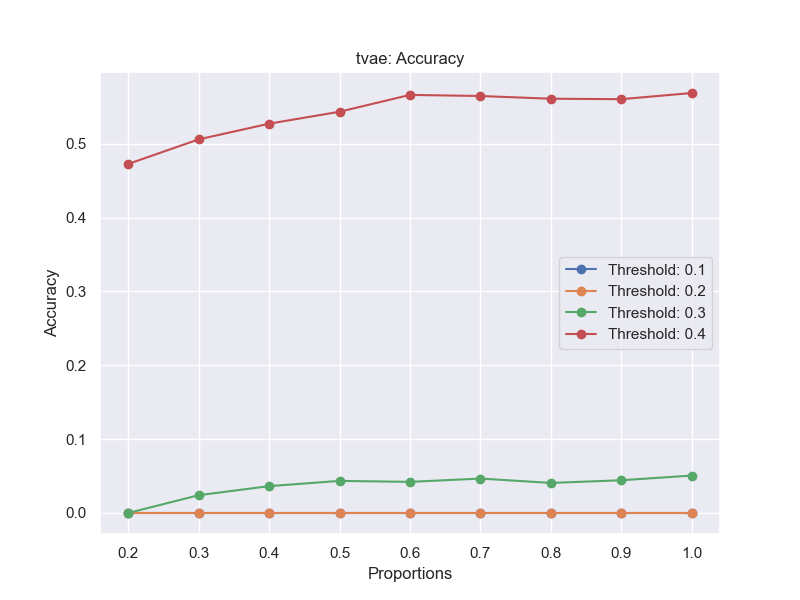 tvae: Accuracy
Accuracy
0.5
0.4
0.3
0.2
0.1
0.0
Threshold: 0.1
Threshold: 0.2
Threshold: 0.3
Threshold: 0.4
0.2 0.3 0.4 0.5 0.6 0.7 0.8 0.9 1.0
Proportions